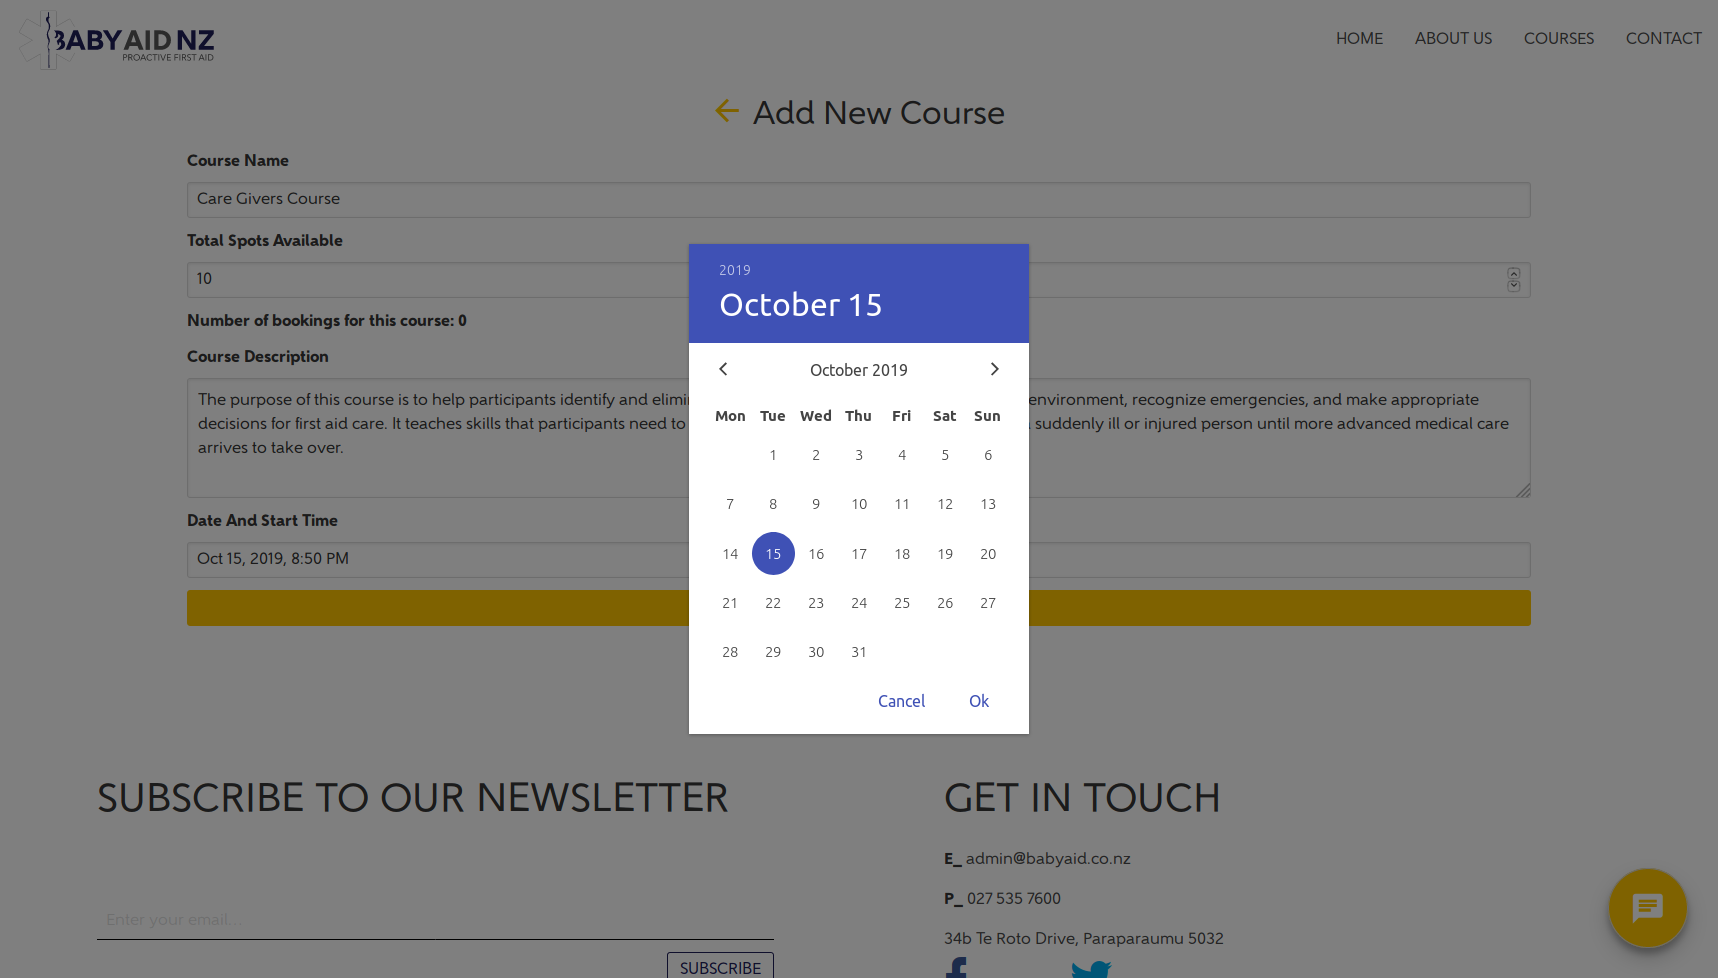 BABY AID NZ
PROACTIVE FIRST AID
HOME ABOUT US COURSES CONTACT
Add New Course
Course Name
Care Givers Course
Total Spots Available
10
Number of bookings for this course: 0
Course Description
The purpose of this course is to help participants identify and environment, recognize emergencies, and make appropriate
decisions for first aid care. It teaches skills that participants need to suddenly ill or injured person until more advanced medical care
arrives to take over.
Date And Start Time
Oct 15, 2019, 8:50 PM
2019
October 15
October 2019
Mon Tue Wed Thu Fri Sat Sun
1 2 3 4 5 6
7 8 9 10 11 12 13
14 15 16 17 18 19 20
21 22 23 24 25 26 27
28 29 30 31
Cancel Ok
SUBSCRIBE TO OUR NEWSLETTER
Enter your email...
SUBSCRIBE
GET IN TOUCH
E_ admin@babyaid.co.nz
P_ 027 535 7600
34b Te Roto Drive, Paraparaumu 5032